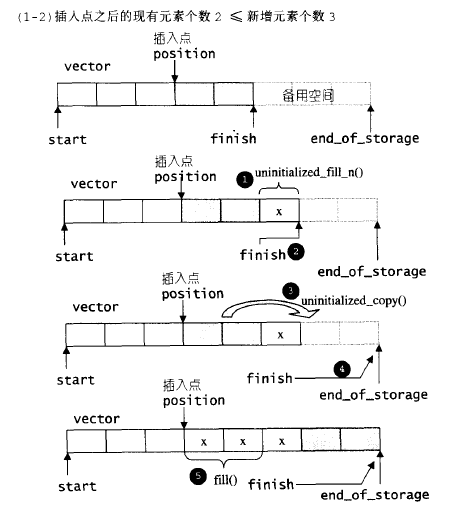 (1-2)插入点之后的现有元素个数2 ≤ 新增元素个数3
插入点
position
vector
备用空间
start
finish
end_of_storage
插入点
position
vector
1 uninitialized_fill_n()
x
finish 2
start
end_of_storage
插入点
position
vector
3
uninitialized_copy()
x
4
finish
start
end_of_storage
插入点
position
vector
x x x
5 fill()
finish
start
end_of_storage